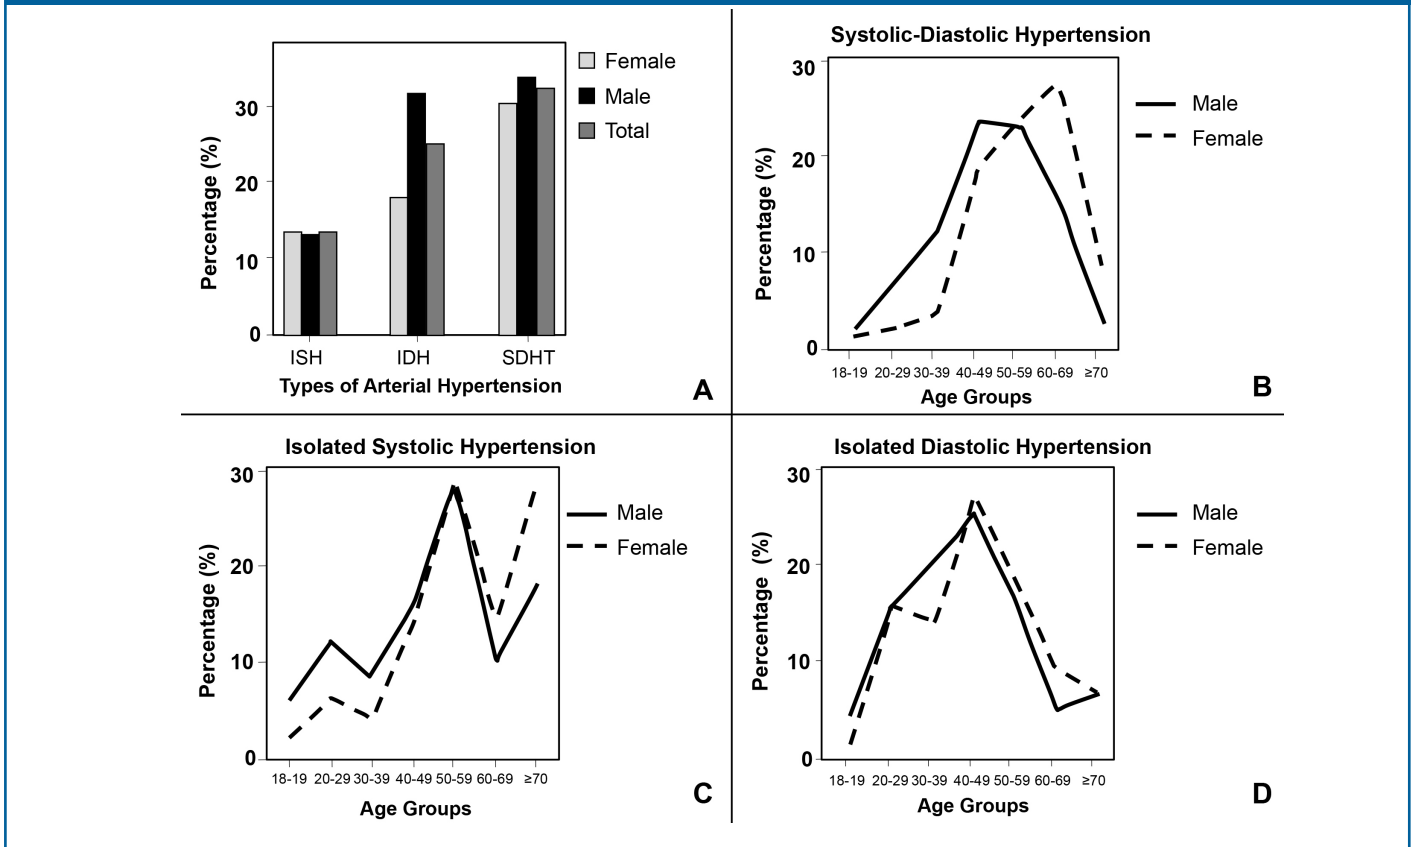 Female
Male
Total
30
20
10
0
Percentage (%)
ISH IDH SDHT
Types of Arterial Hypertension
A
Systolic-Diastolic Hypertension
30
20
10
0
Percentage (%)
Male
Female
18-19 20-29 30-39 40-49 50-59 60-69 ≥70
Age Groups
B
Isolated Systolic Hypertension
30
20
10
0
Percentage (%)
Male
Female
18-19 20-29 30-39 40-49 50-59 60-69 ≥70
Age Groups
C
Isolated Diastolic Hypertension
30
20
10
0
Percentage (%)
Male
Female
18-19 20-29 30-39 40-49 50-59 60-69 ≥70
Age Groups
D